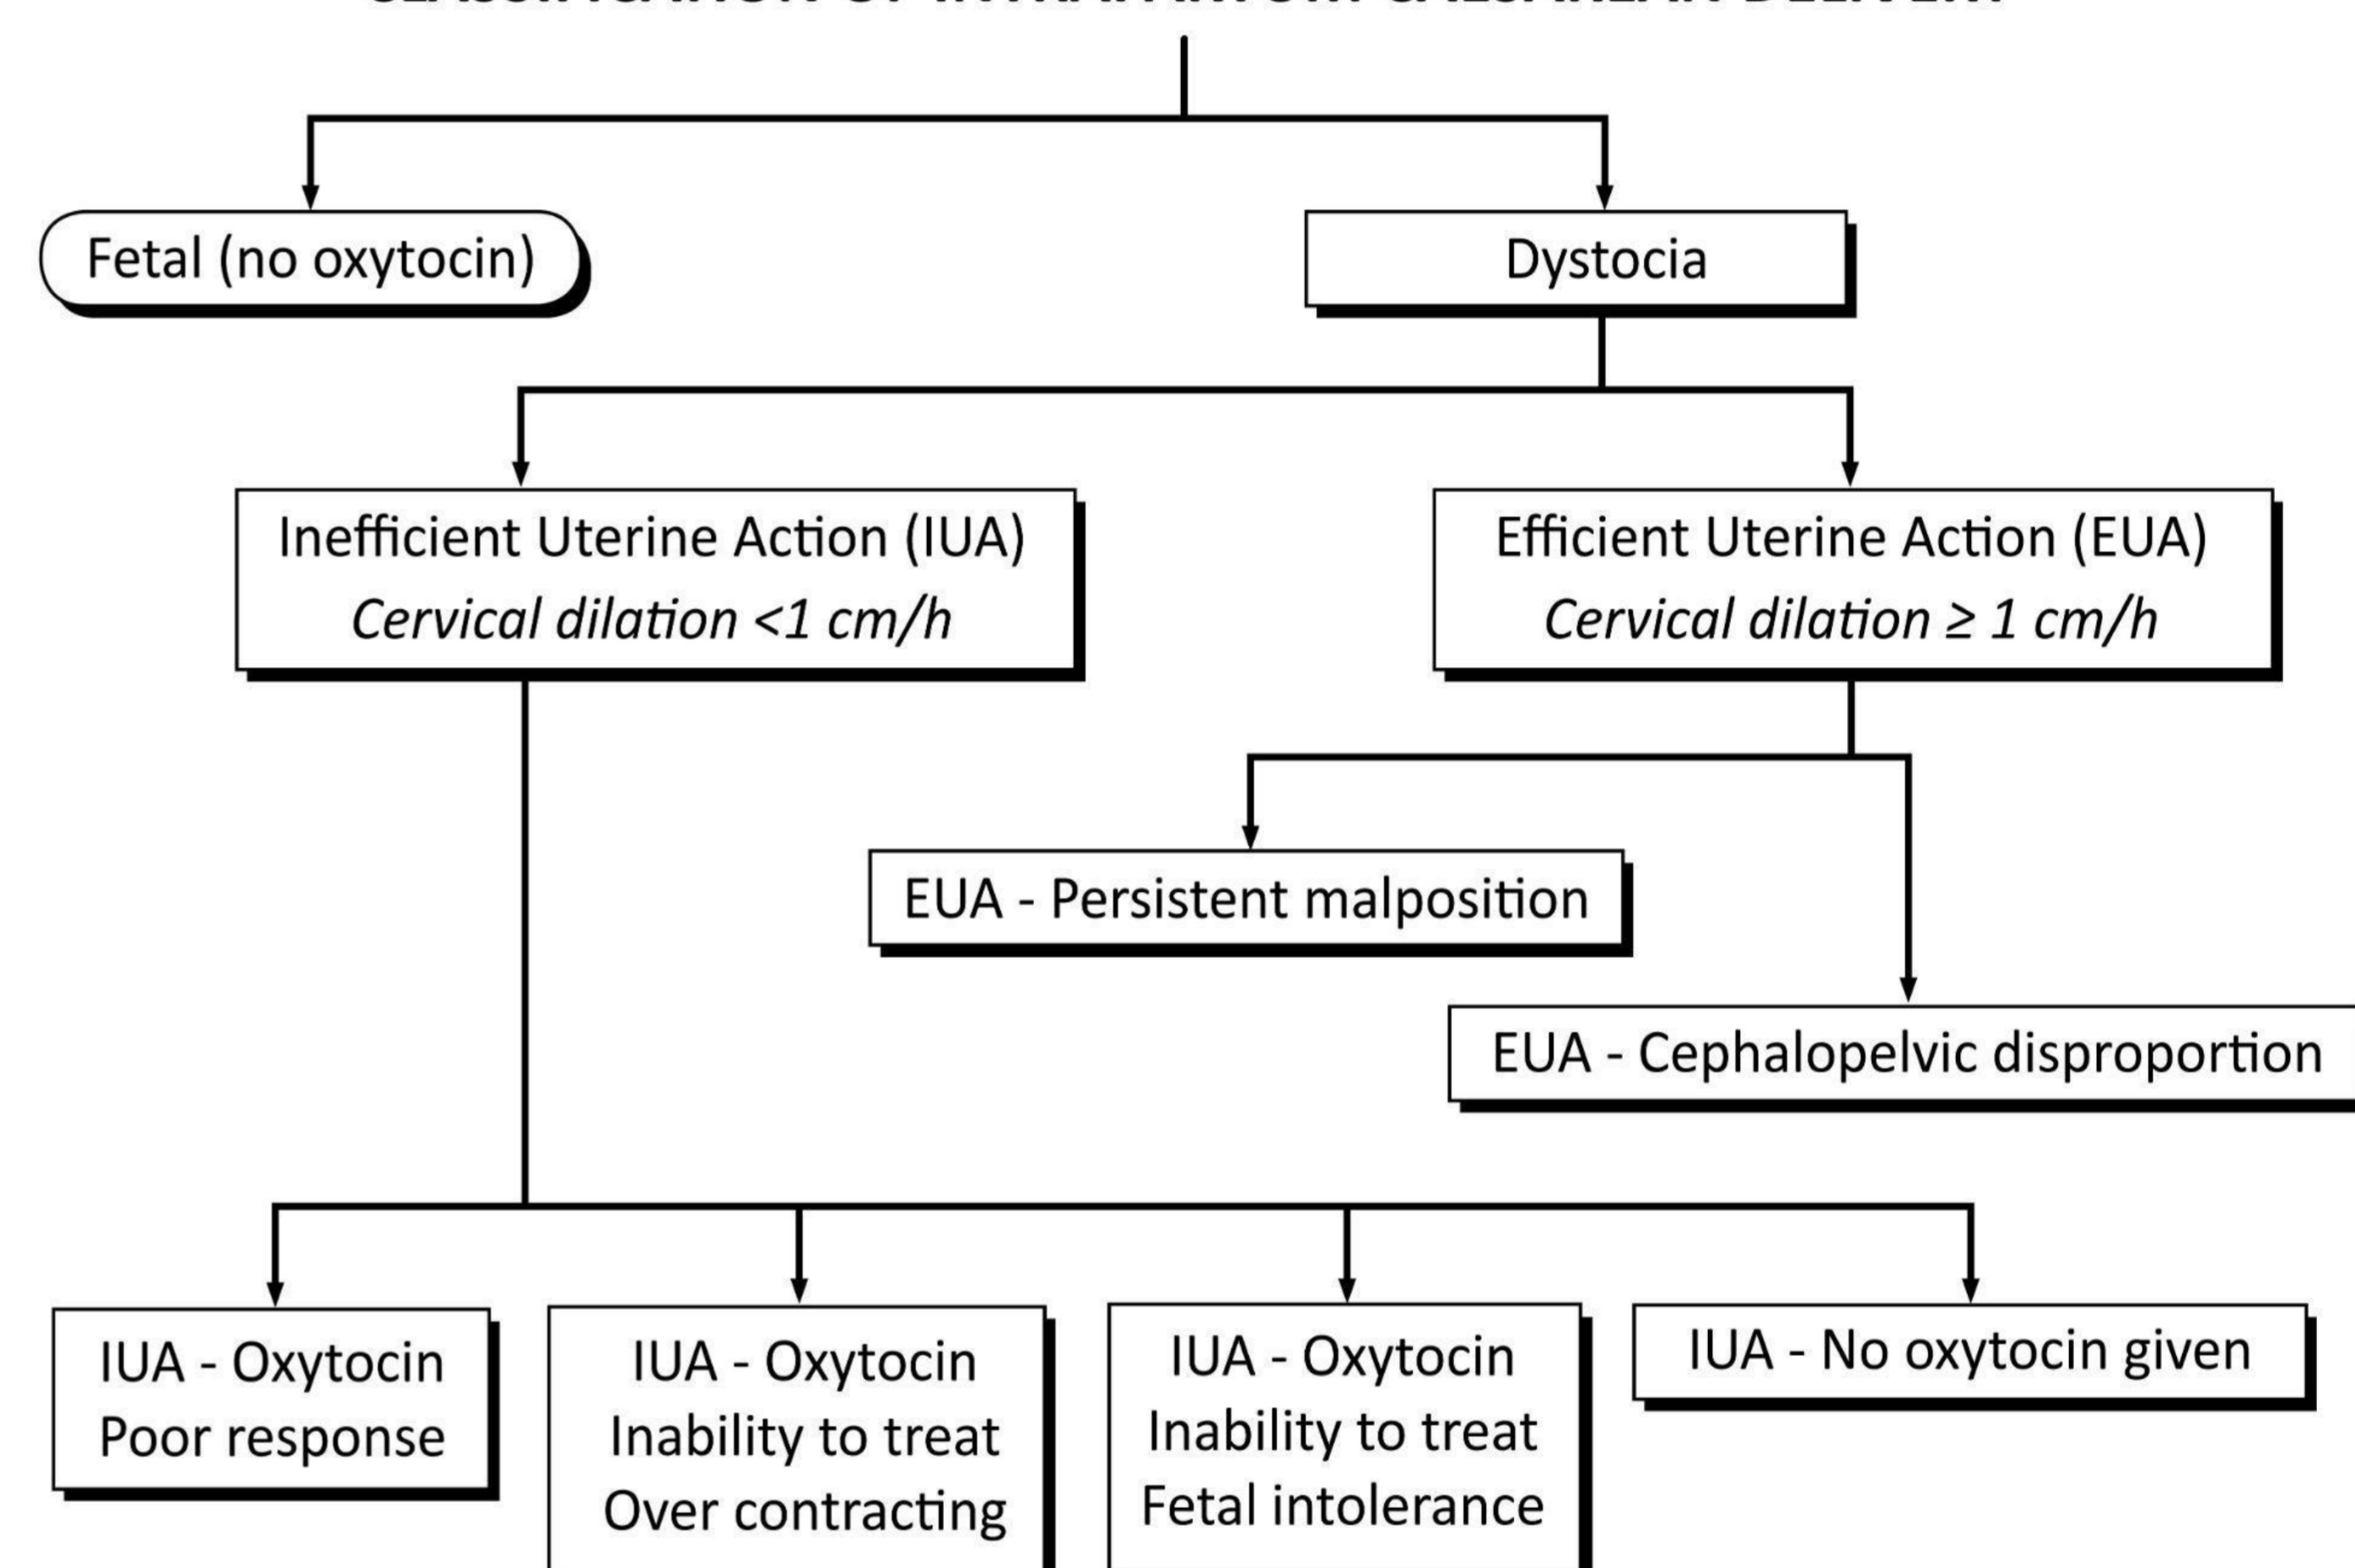 Fetal (no oxytocin)
Dystocia
Inefficient Uterine Action (IUA)
Cervical dilation <1 cm/h
Efficient Uterine Action (EUA)
Cervical dilation ≥ 1 cm/h
EUA - Persistent malposition
EUA - Cephalopelvic disproportion
IUA - Oxytocin
Poor response
IUA - Oxytocin
Inability to treat
Over contracting
IUA - Oxytocin
Inability to treat
Fetal intolerance
IUA - No oxytocin given